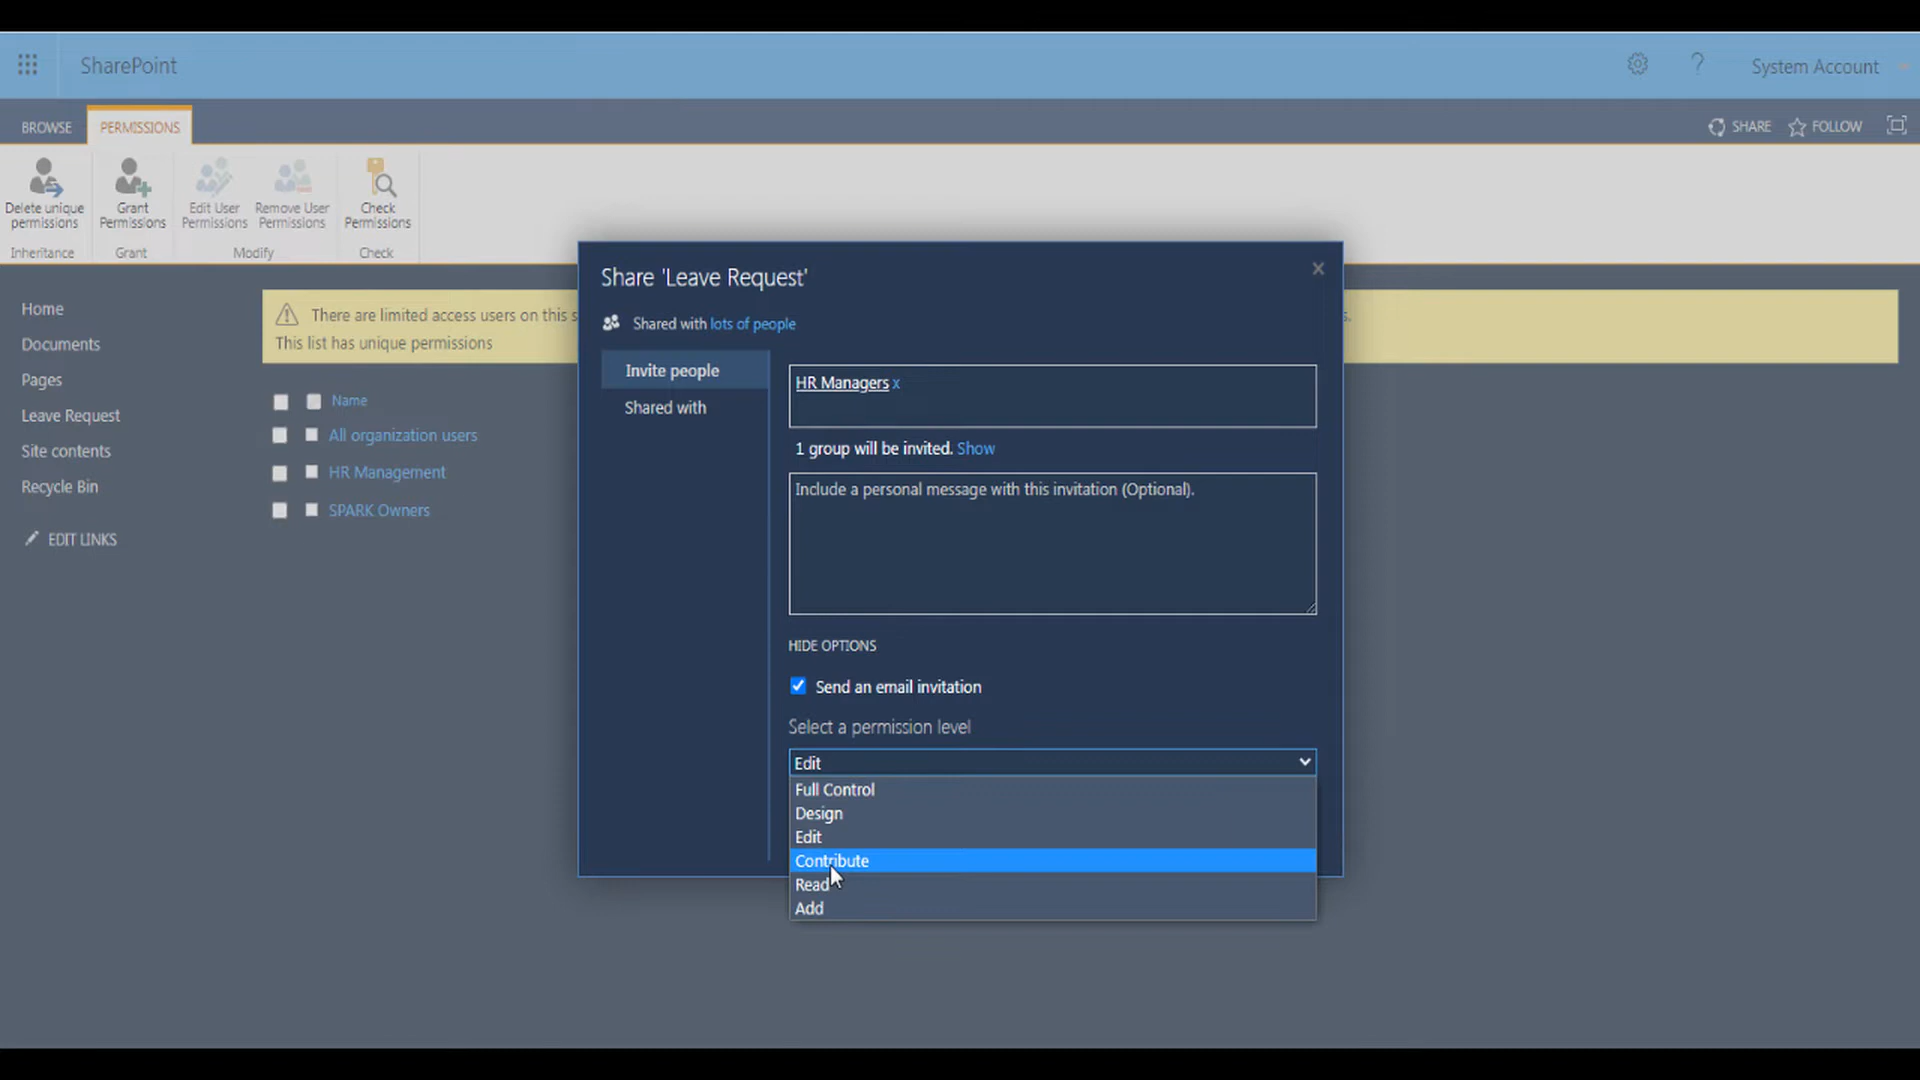 SharePoint
System Account
BROWSE
PERMISSIONS
SHARE
FOLLOW
Delete unique permissions
Grant Permissions
Edit User Permissions
Remove User Permissions
Check Permissions
Inheritance
Grant
Modify
Check
Home
Documents
Pages
Leave Request
Site contents
Recycle Bin
EDIT LINKS
There are limited access users on this s
s.
This list has unique permissions
Name
All organization users
HR Management
SPARK Owners
Share 'Leave Request'
Shared with lots of people
Invite people
Shared with
HR Managers x
1 group will be invited. Show
Include a personal message with this invitation (Optional).
HIDE OPTIONS
Send an email invitation
Select a permission level
Edit
Full Control
Design
Edit
Contribute
Read
Add